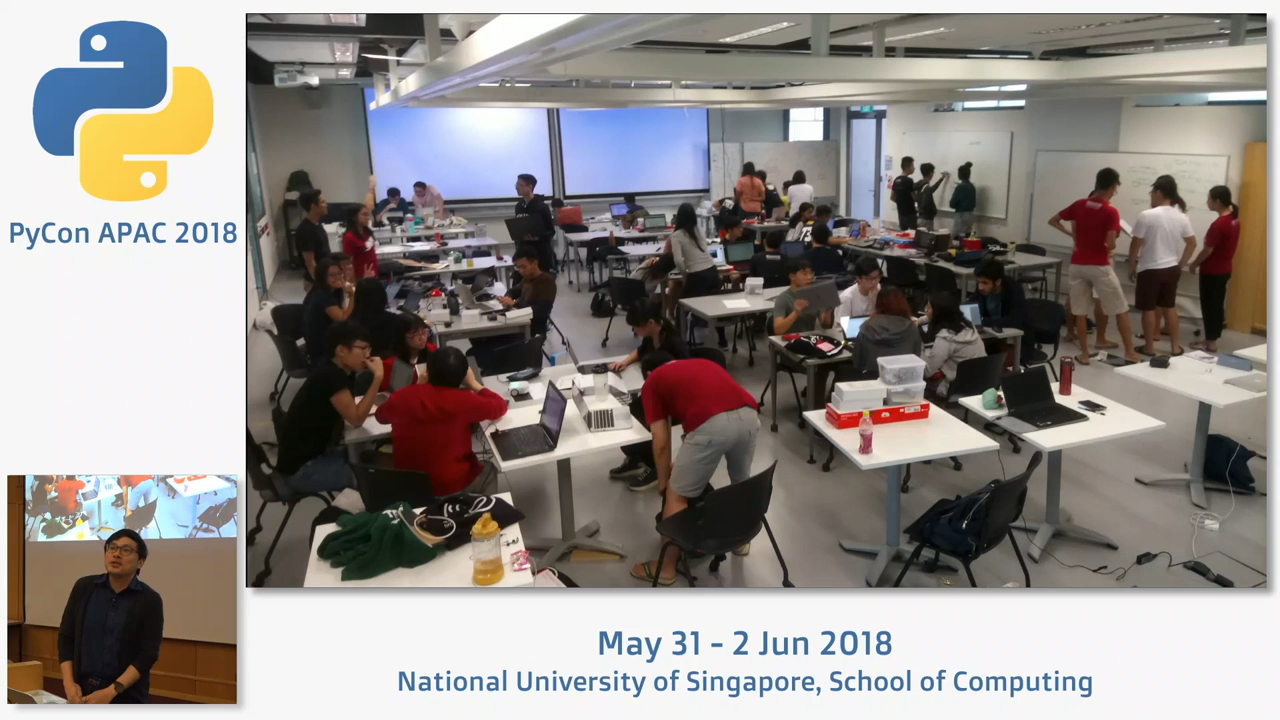 PyCon APAC 2018
May 31 - 2 Jun 2018
National University of Singapore, School of Computing